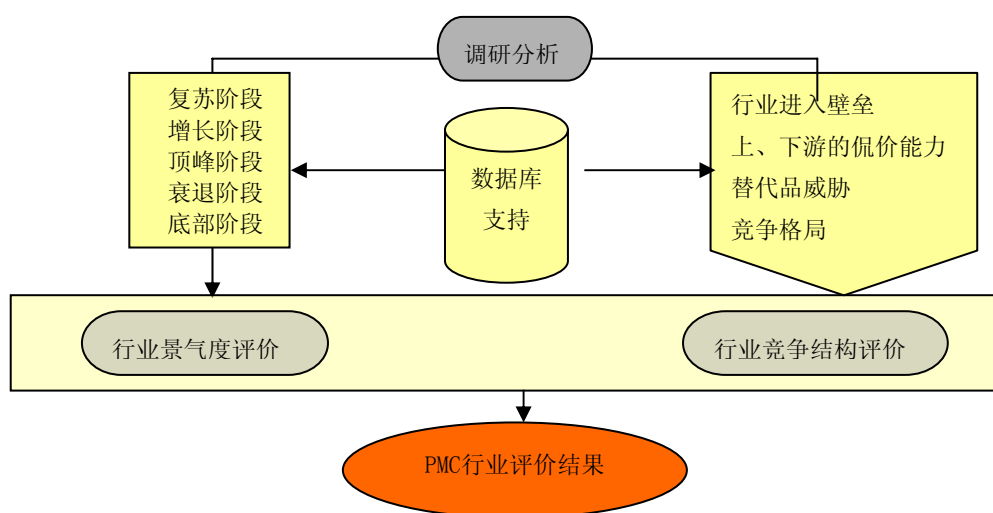 调研分析
复苏阶段
增长阶段
顶峰阶段
衰退阶段
底部阶段
数据库
支持
行业进入壁垒
上、下游的侃价能力
替代品威胁
竞争格局
行业景气度评价
行业竞争结构评价
PMC行业评价结果